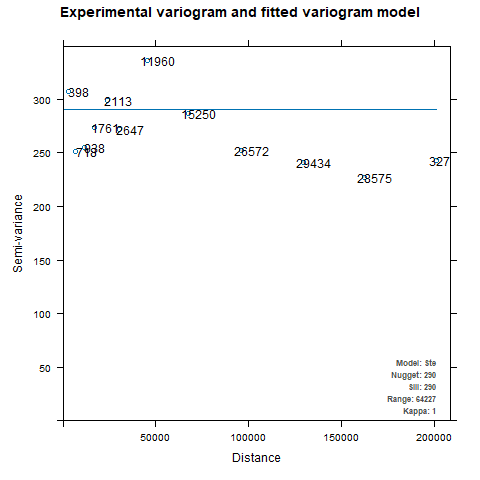 Experimental variogram and fitted variogram model
Semi-variance
300
250
200
150
100
50
398
718
938
1761
2113
2647
11960
15250
26572
29434
28575
327
Model: Ste
Nugget: 290
Sill: 290
Range: 64227
Kappa: 1
50000 100000 150000 200000
Distance